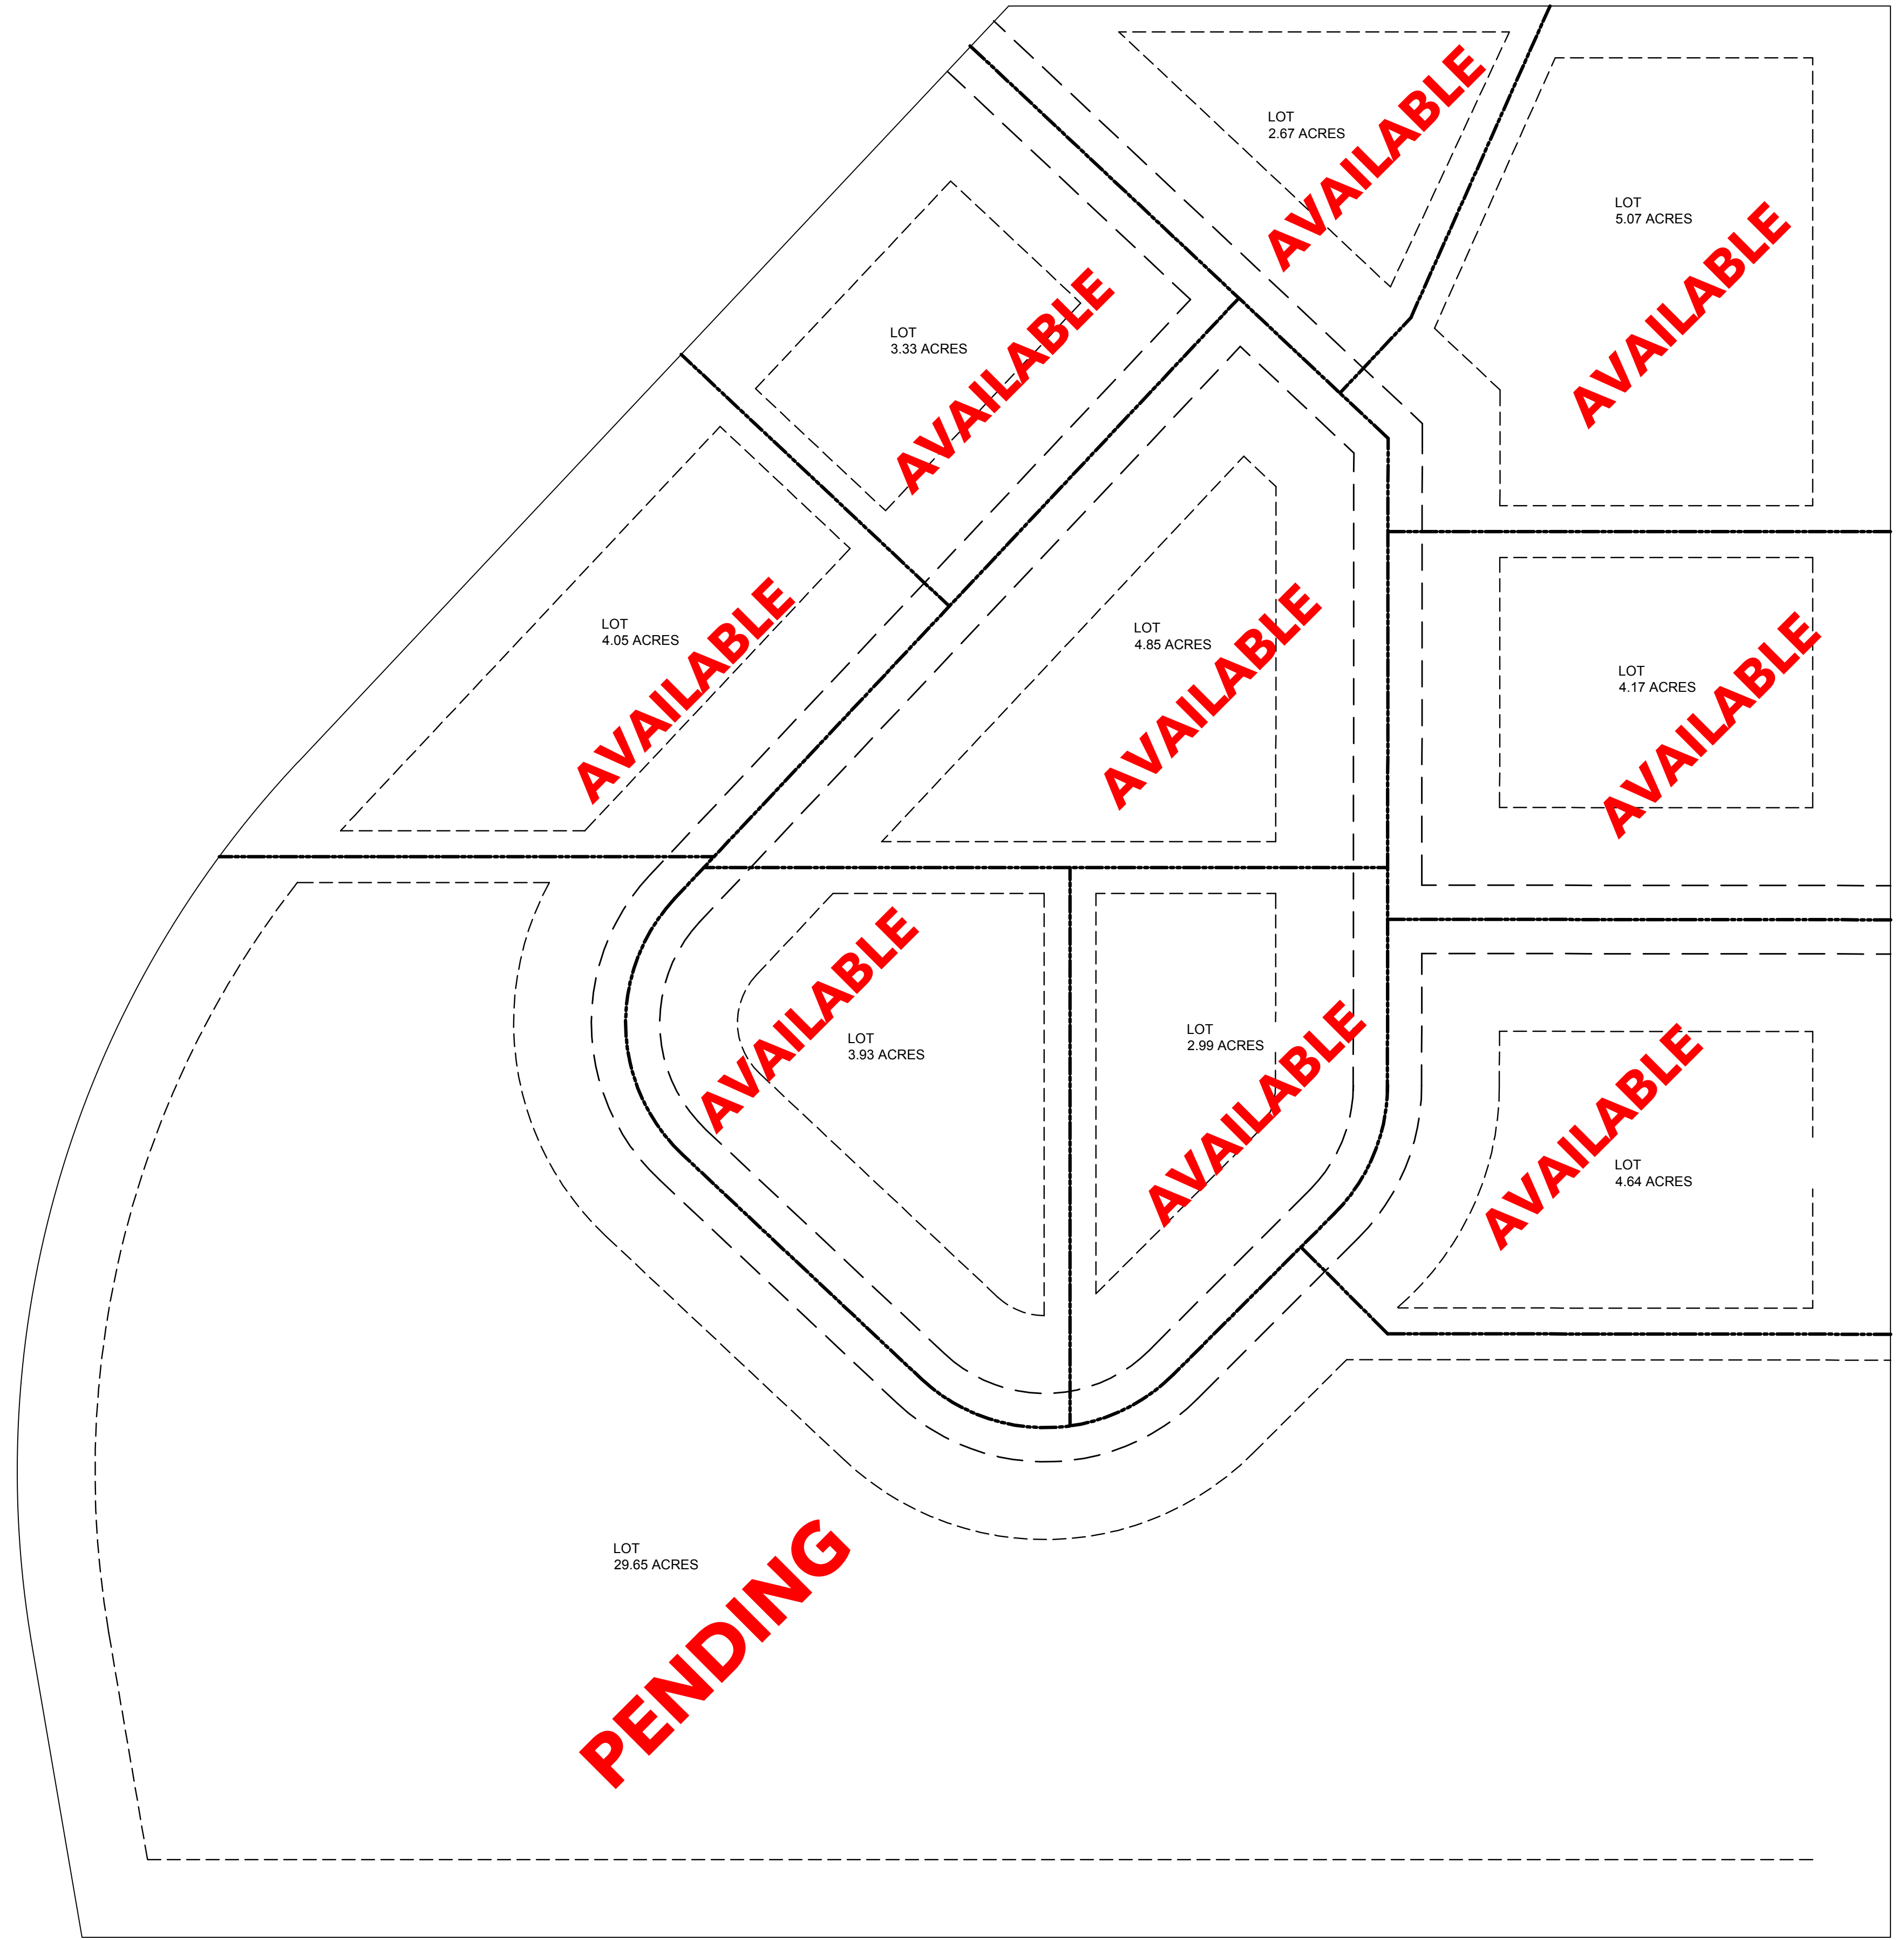 LOT
2.67 ACRES
AVAILABLE
LOT
5.07 ACRES
AVAILABLE
LOT
3.33 ACRES
AVAILABLE
LOT
4.05 ACRES
AVAILABLE
LOT
4.85 ACRES
AVAILABLE
LOT
4.17 ACRES
AVAILABLE
LOT
3.93 ACRES
AVAILABLE
LOT
2.99 ACRES
AVAILABLE
LOT
4.64 ACRES
AVAILABLE
LOT
29.65 ACRES
PENDING